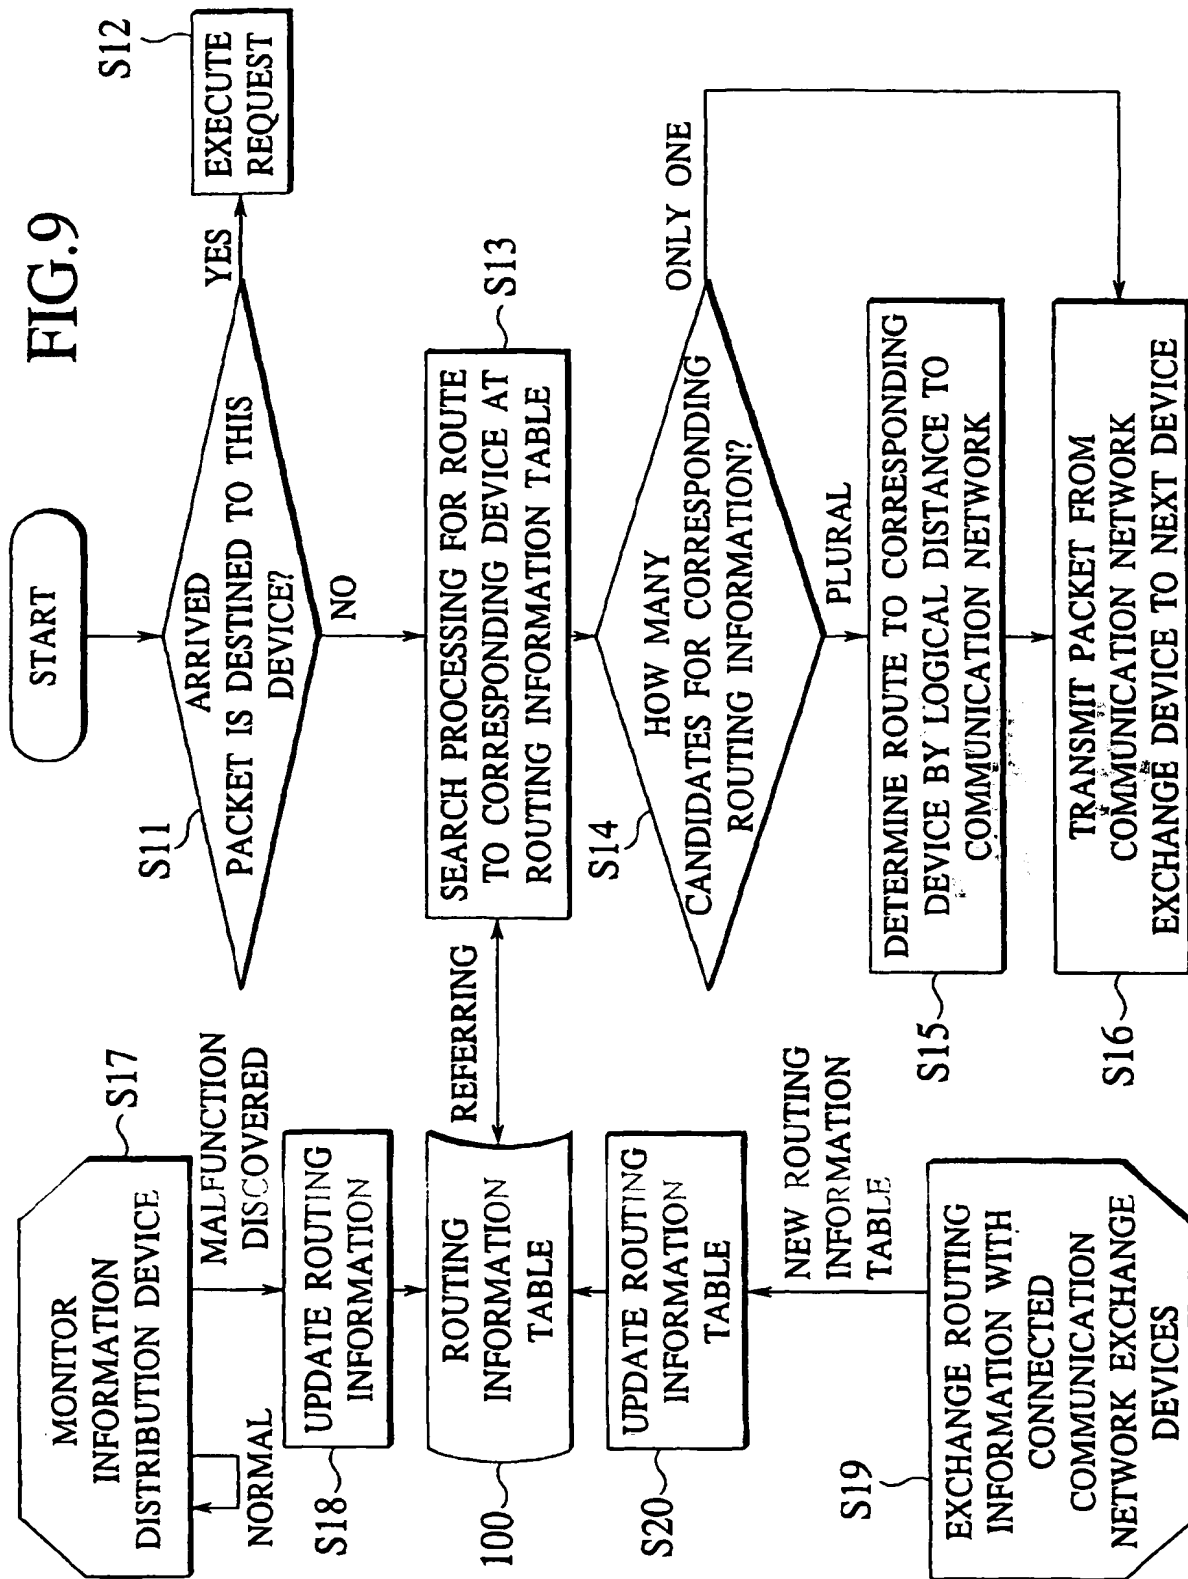 FIG.9
START
S11
ARRIVED
PACKET IS DESTINED TO THIS
DEVICE?
YES
S12
EXECUTE
REQUEST
NO
S13
SEARCH PROCESSING FOR ROUTE
TO CORRESPONDING DEVICE AT
ROUTING INFORMATION TABLE
REFERRING
S14
HOW MANY
CANDIDATES FOR CORRESPONDING
ROUTING INFORMATION?
ONLY ONE
PLURAL
S15
DETERMINE ROUTE TO CORRESPONDING
DEVICE BY LOGICAL DISTANCE TO
COMMUNICATION NETWORK
S16
TRANSMIT PACKET FROM
COMMUNICATION NETWORK
EXCHANGE DEVICE TO NEXT DEVICE
S17
MONITOR
INFORMATION
DISTRIBUTION DEVICE
NORMAL
MALFUNCTION
DISCOVERED
S18
UPDATE ROUTING
INFORMATION
100
ROUTING
INFORMATION
TABLE
S20
UPDATE ROUTING
INFORMATION
TABLE
NEW ROUTING
INFORMATION
TABLE
S19
EXCHANGE ROUTING
INFORMATION WITH
CONNECTED
COMMUNICATION
NETWORK EXCHANGE
DEVICES